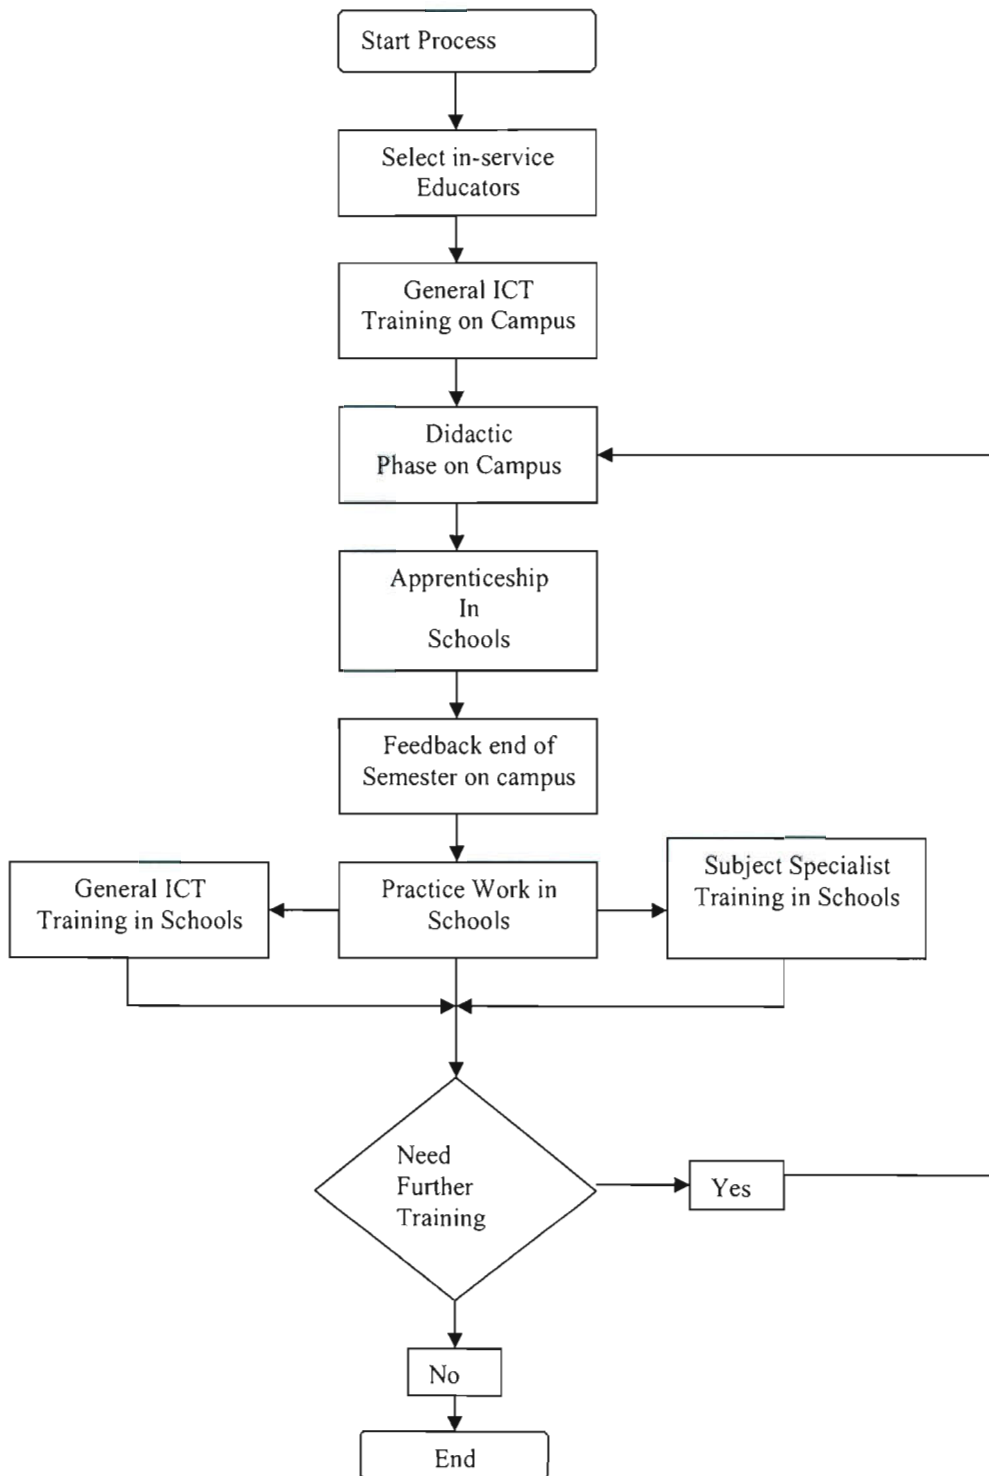 Start Process
Select in-service
Educators
General ICT
Training on Campus
Didactic
Phase on Campus
Apprenticeship
In
Schools
Feedback end of
Semester on campus
General ICT
Training in Schools
Practice Work in
Schools
Subject Specialist
Training in Schools
Need
Further
Training
Yes
No
End